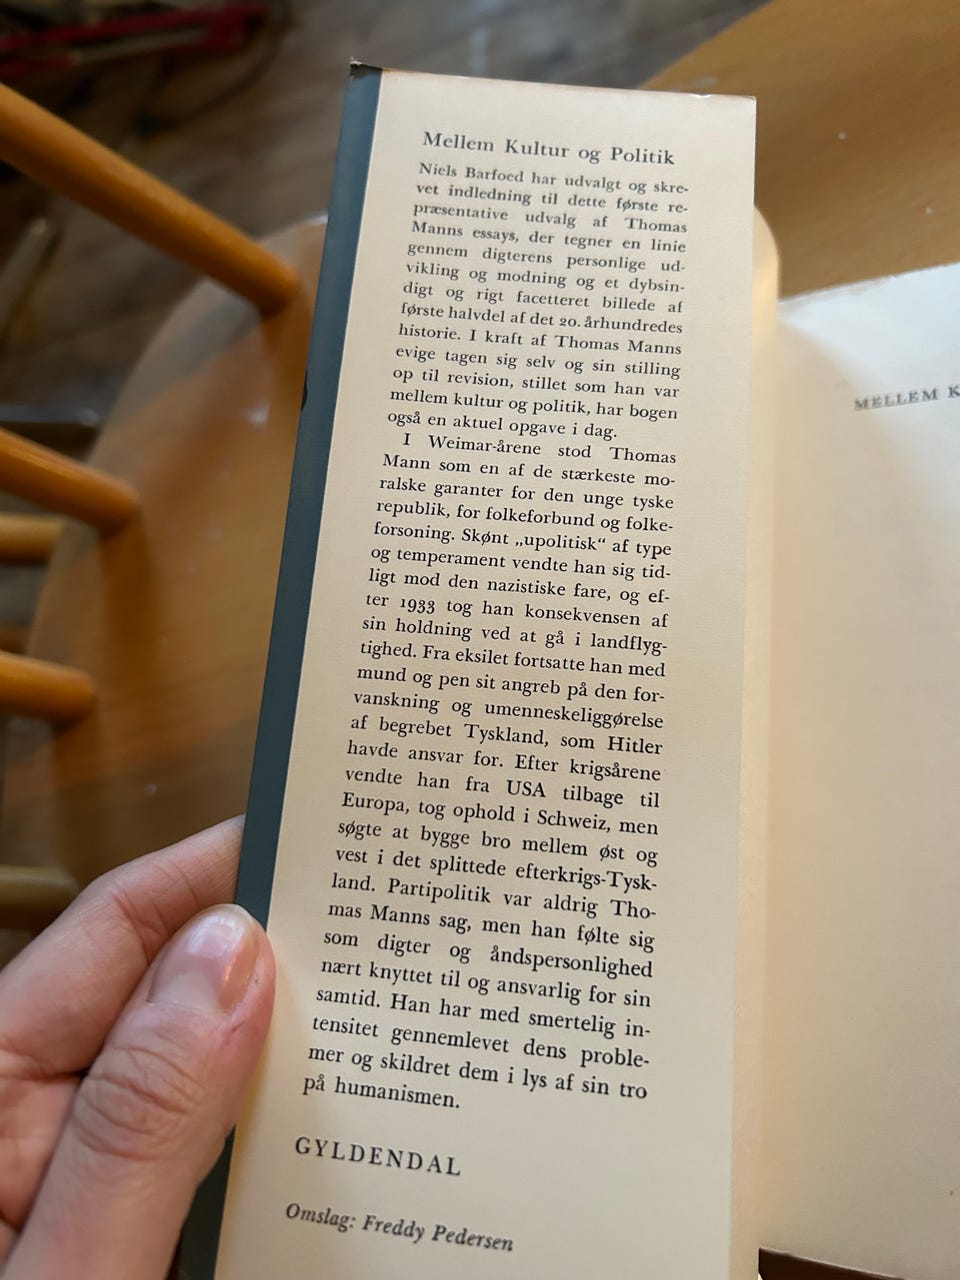 Mellem Kultur og Politik
Niels Barfoed har udvalgt og skre-
vet indledning til dette første re-
præsentative udvalg af Thomas
Manns essays, der tegner en linie
gennem digterens personlige ud-
vikling og modning og et dybsin-
digt og rigt facetteret billede af
første halvdel af det 20. århundredes
historie. I kraft af Thomas Manns
evige tagen sig selv og sin stilling
op til revision, stillet som han var
mellem kultur og politik, har bogen
også en aktuel opgave i dag.
I Weimar-årene stod Thomas
Mann som en af de stærkeste mo-
ralske garanter for den unge tyske
republik, for folkeforbund og folke-
forsoning. Skønt „upolitisk“ af type
og temperament vendte han sig tid-
ligt mod den nazistiske fare, og ef-
ter 1933 tog han konsekvensen af
sin holdning ved at gå i landflyg-
tighed. Fra eksilet fortsatte han med
mund og pen sit angreb på den for-
vanskning og umenneskeliggørelse
af begrebet Tyskland, som Hitler
havde ansvar for. Efter krigsårene
vendte han fra USA tilbage til
Europa, tog ophold i Schweiz, men
søgte at bygge bro mellem øst og
vest i det splittede efterkrigs-Tysk-
land. Partipolitik var aldrig Tho-
mas Manns sag, men han følte sig
som digter og åndspersonlighed
nært knyttet til og ansvarlig for sin
samtid. Han har med smertelig in-
tensitet gennemlevet dens proble-
mer og skildret dem i lys af sin tro
på humanismen.
GYLDENDAL
Omslag: Freddy Pedersen
MELLEM K